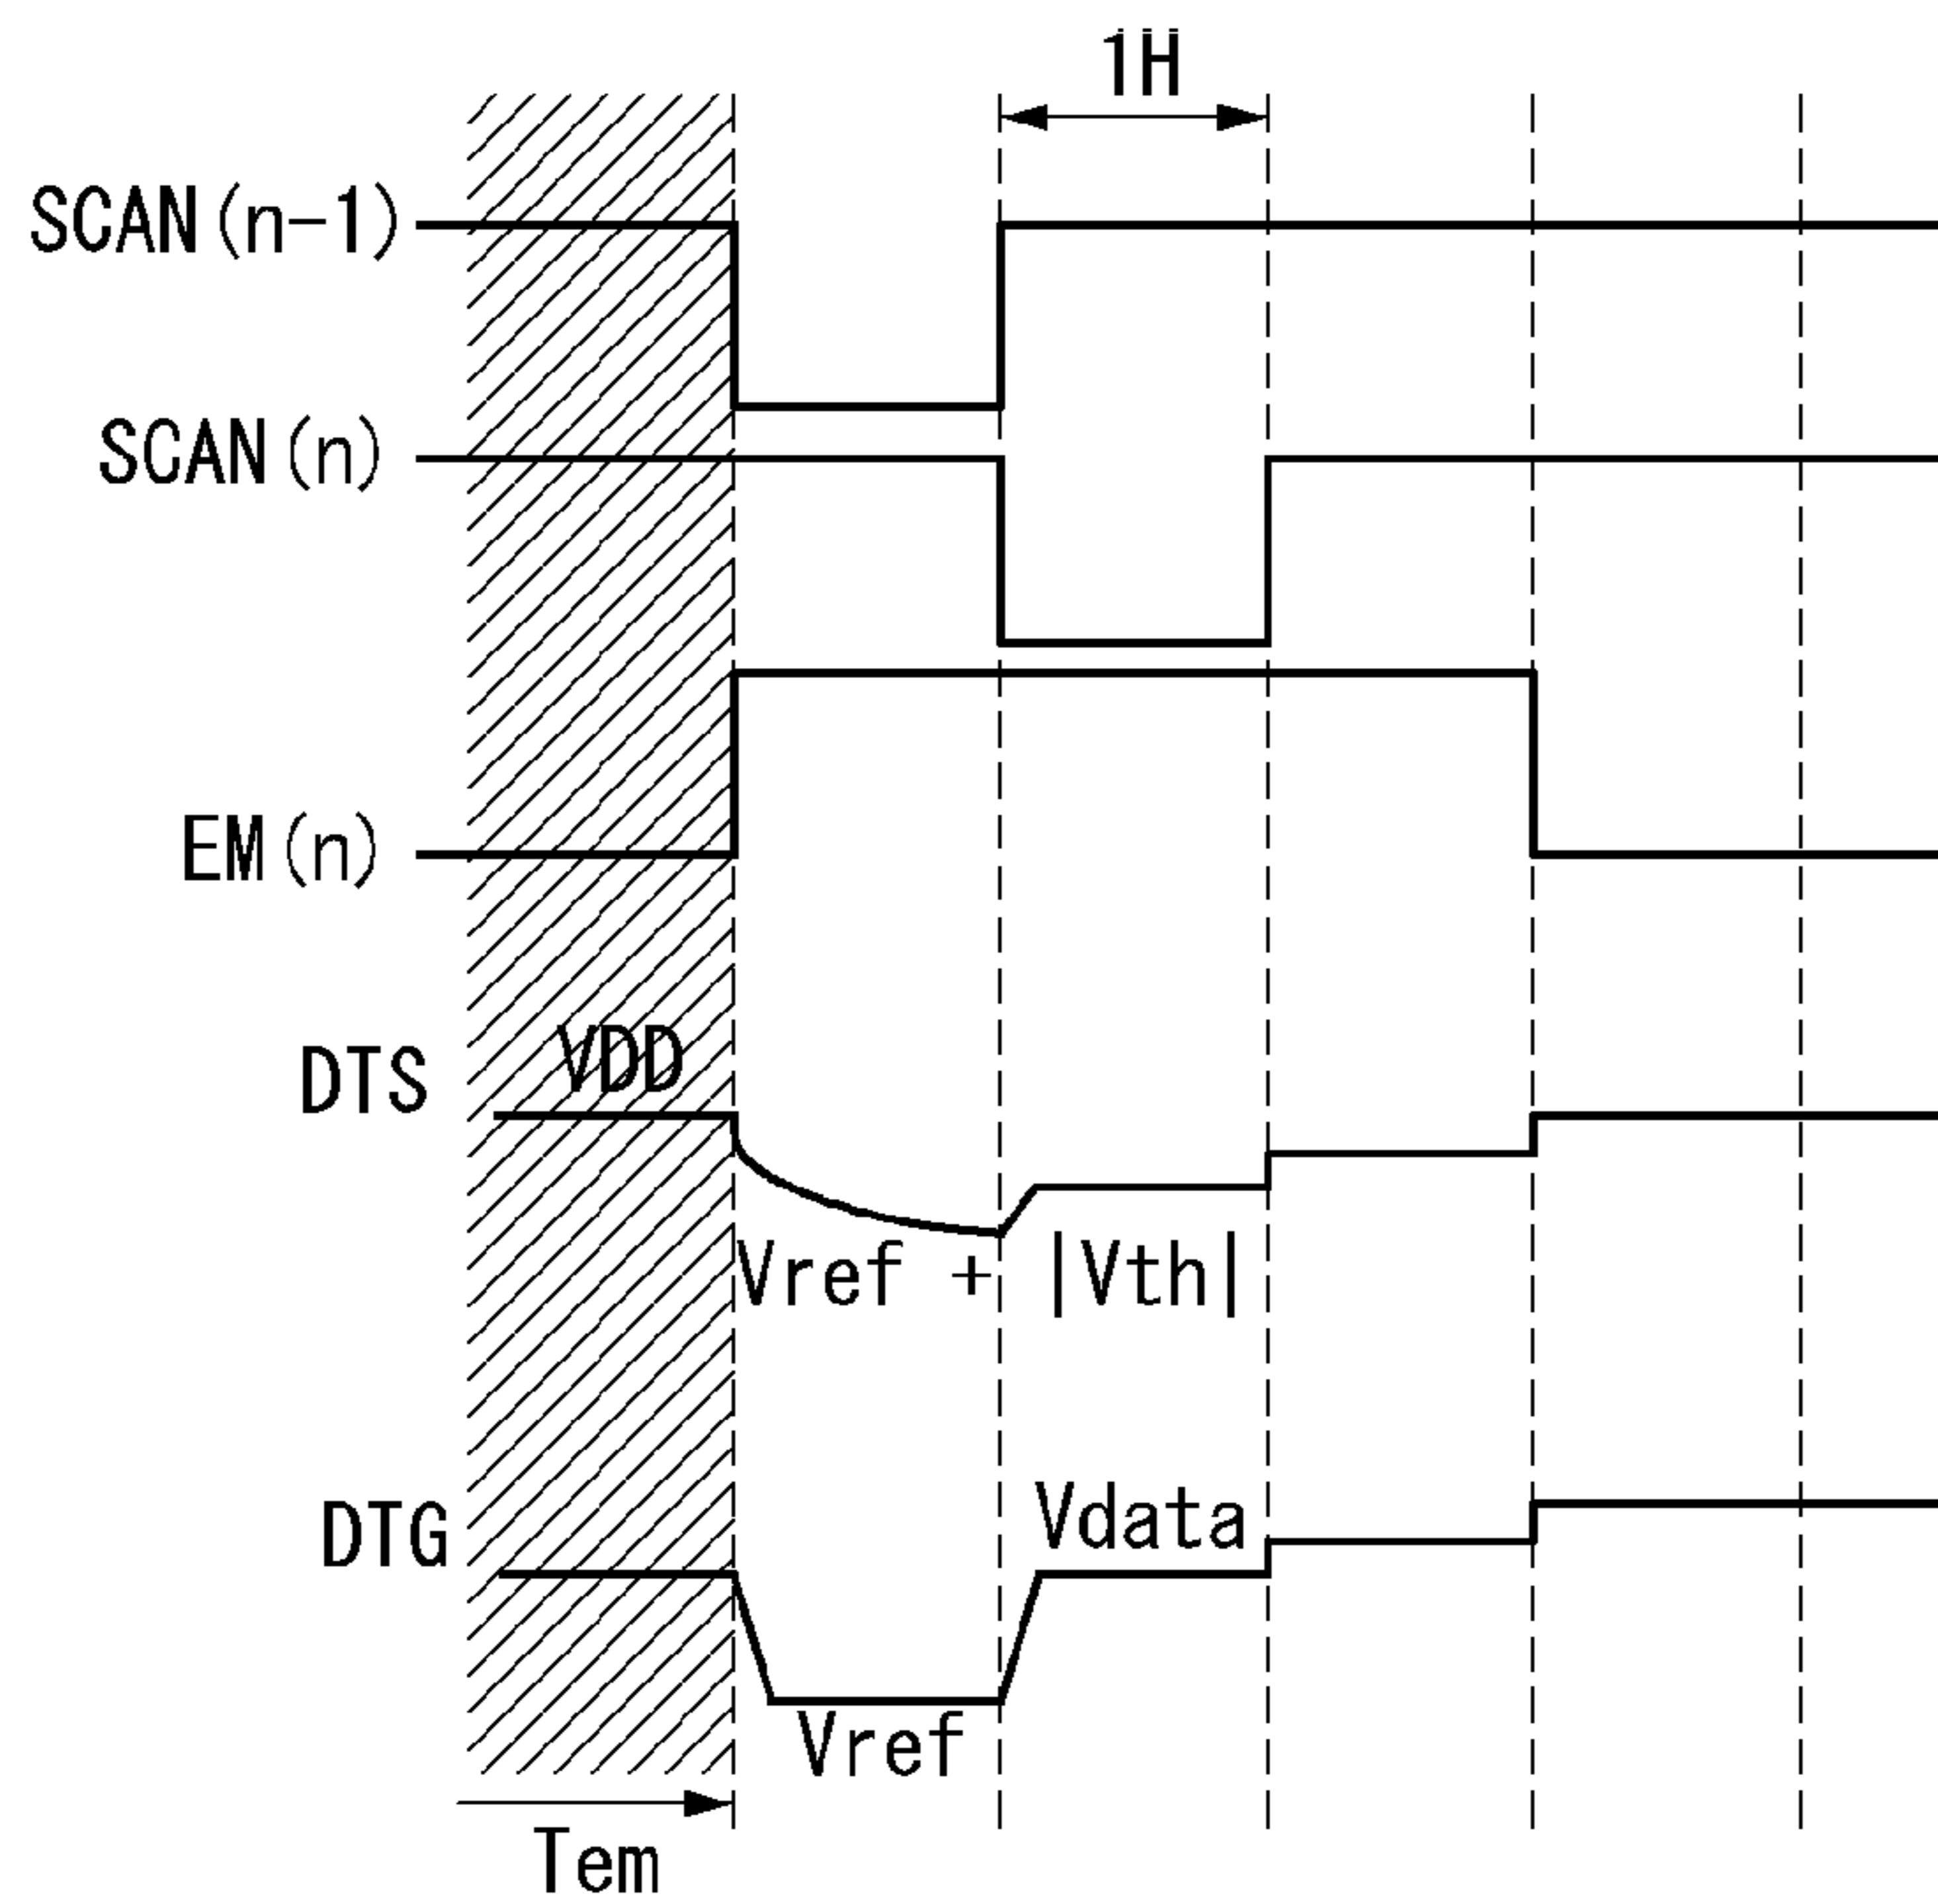 1H
SCAN(n-1)
SCAN(n)
EM(n)
VDD
DTS
Vref + |Vth|
Vdata
DTG
Vref
Tem